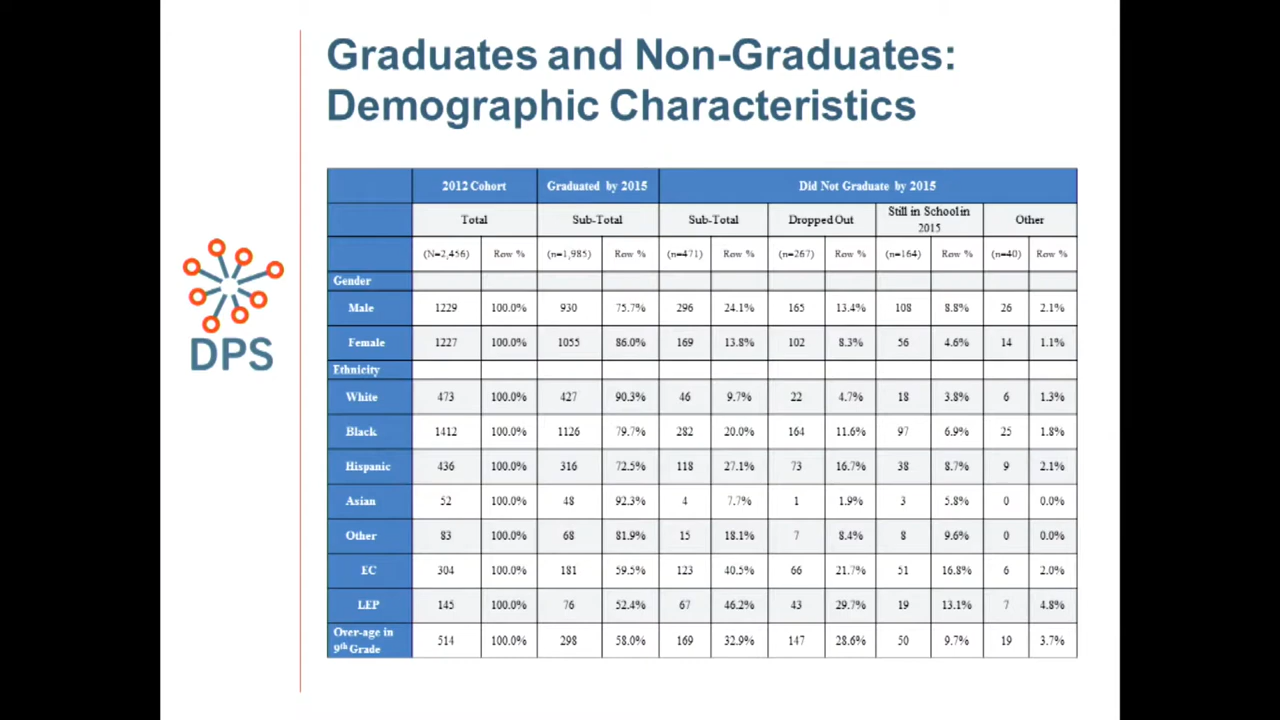 Graduates and Non-Graduates:
Demographic Characteristics
DPS
2012 Cohort Graduated by 2015 Did Not Graduate by 2015
Total Sub-Total Sub-Total Dropped Out Still in School in 2015 Other
(N=2,456) Row % (n=1,985) Row % (n=471) Row % (n=267) Row % (n=164) Row % (n=40) Row %
Gender
Male 1229 100.0% 930 75.7% 296 24.1% 165 13.4% 108 8.8% 26 2.1%
Female 1227 100.0% 1055 86.0% 169 13.8% 102 8.3% 56 4.6% 14 1.1%
Ethnicity
White 473 100.0% 427 90.3% 46 9.7% 22 4.7% 18 3.8% 6 1.3%
Black 1412 100.0% 1126 79.7% 282 20.0% 164 11.6% 97 6.9% 25 1.8%
Hispanic 436 100.0% 316 72.5% 118 27.1% 73 16.7% 38 8.7% 9 2.1%
Asian 52 100.0% 48 92.3% 4 7.7% 1 1.9% 3 5.8% 0 0.0%
Other 83 100.0% 68 81.9% 15 18.1% 7 8.4% 8 9.6% 0 0.0%
EC 304 100.0% 181 59.5% 123 40.5% 66 21.7% 51 16.8% 6 2.0%
LEP 145 100.0% 76 52.4% 67 46.2% 43 29.7% 19 13.1% 7 4.8%
Over-age in 9th Grade 514 100.0% 298 58.0% 169 32.9% 147 28.6% 50 9.7% 19 3.7%